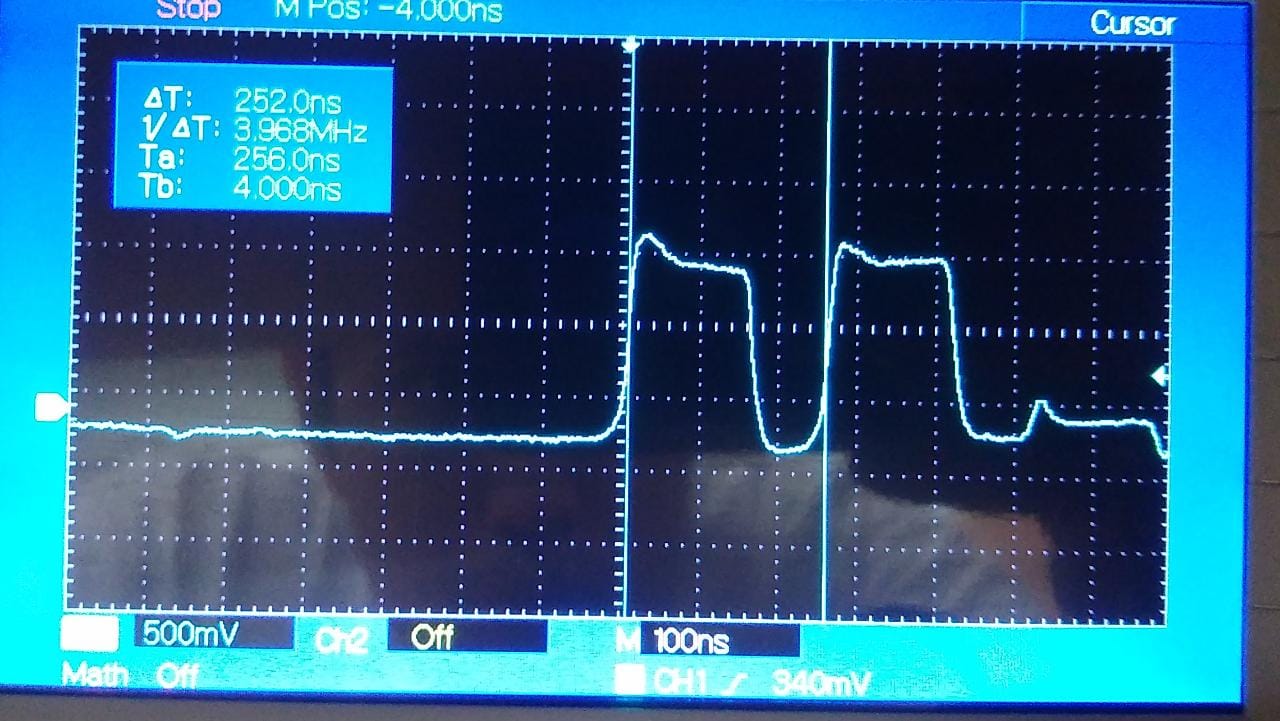 Stop M Pos: -4.000ns Cursor
ΔT: 252.0ns
1/ΔT: 3.968MHz
Ta: 256.0ns
Tb: 4.000ns
500mV Ch2 Off M 100ns
Math Off CH1 340mV